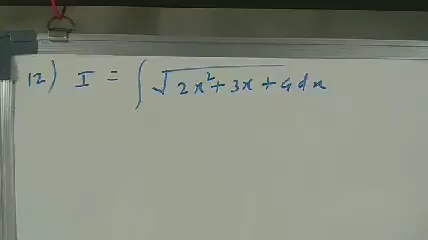 12) I = ∫ √2x²+3x+4 dx